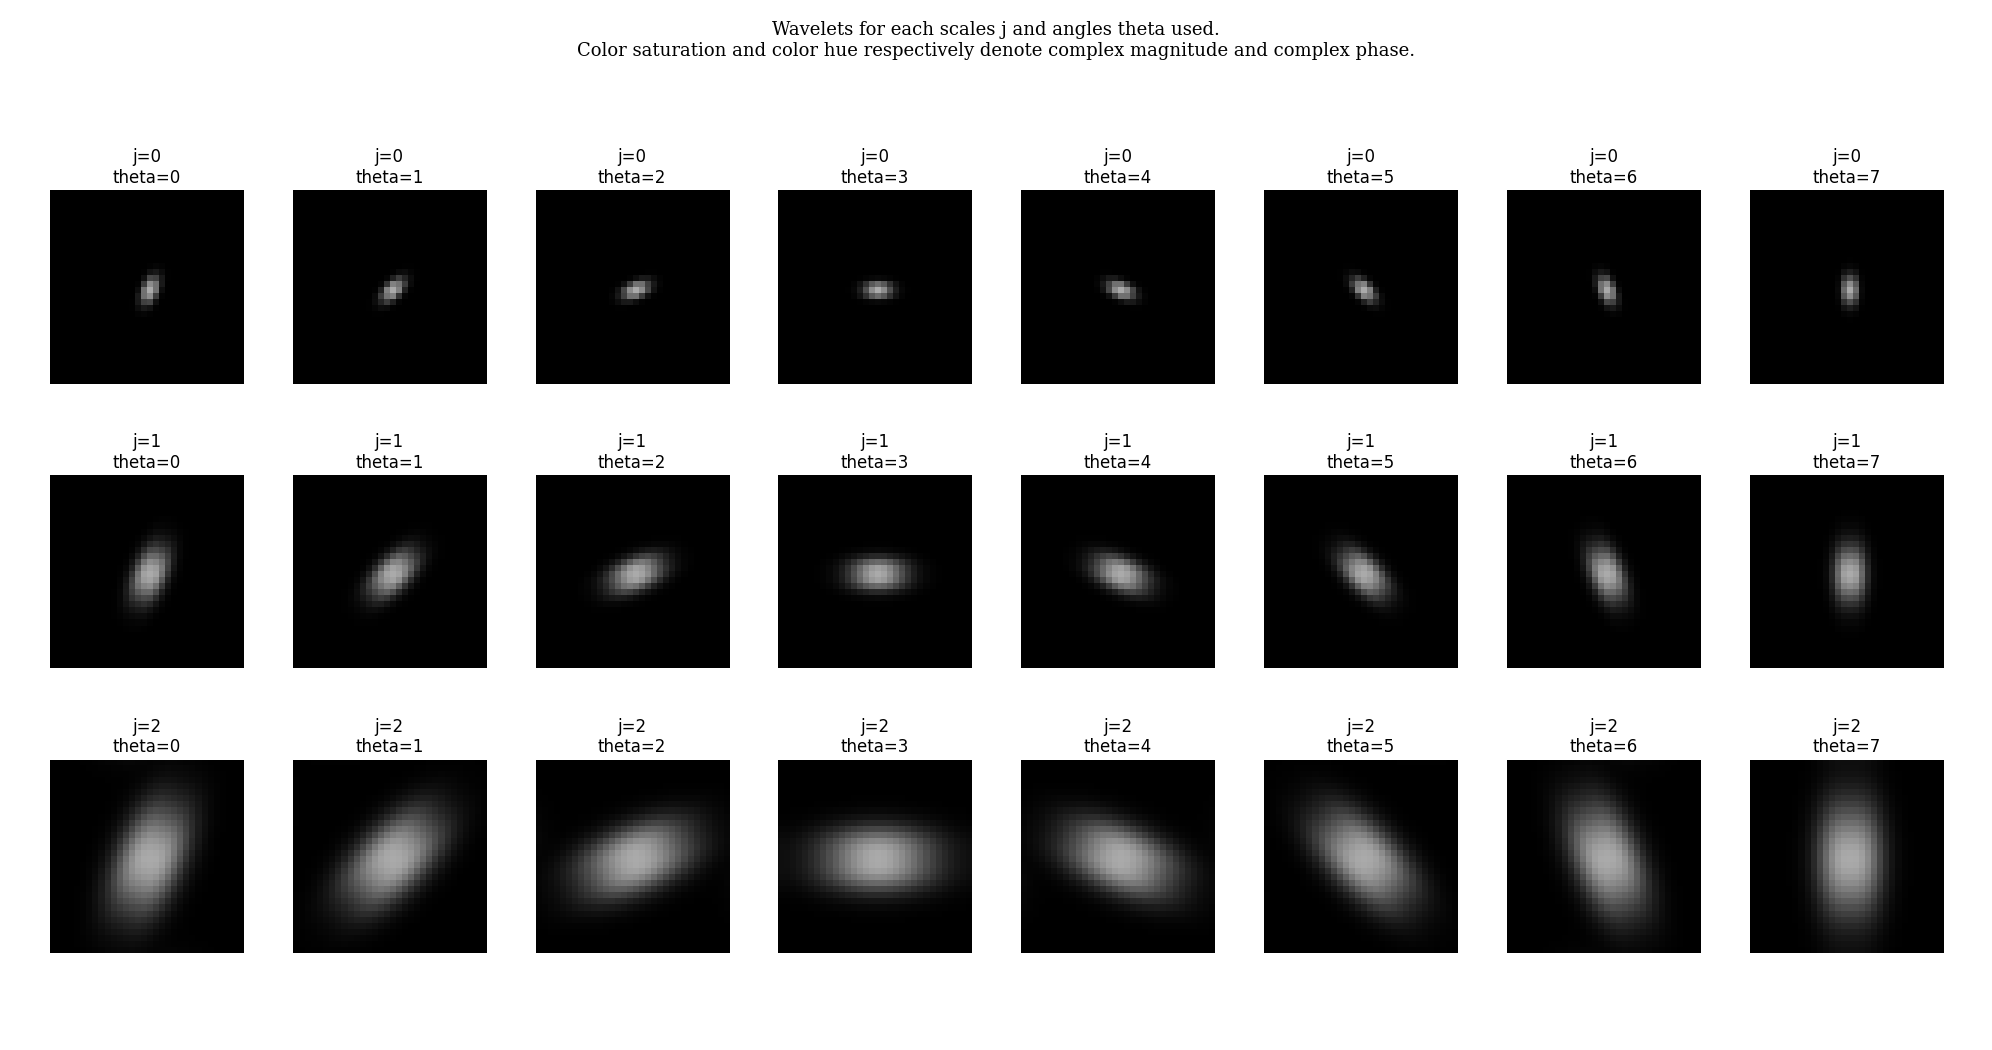 Wavelets for each scales j and angles theta used.
Color saturation and color hue respectively denote complex magnitude and complex phase.
j=0
theta=0
j=0
theta=1
j=0
theta=2
j=0
theta=3
j=0
theta=4
j=0
theta=5
j=0
theta=6
j=0
theta=7
j=1
theta=0
j=1
theta=1
j=1
theta=2
j=1
theta=3
j=1
theta=4
j=1
theta=5
j=1
theta=6
j=1
theta=7
j=2
theta=0
j=2
theta=1
j=2
theta=2
j=2
theta=3
j=2
theta=4
j=2
theta=5
j=2
theta=6
j=2
theta=7